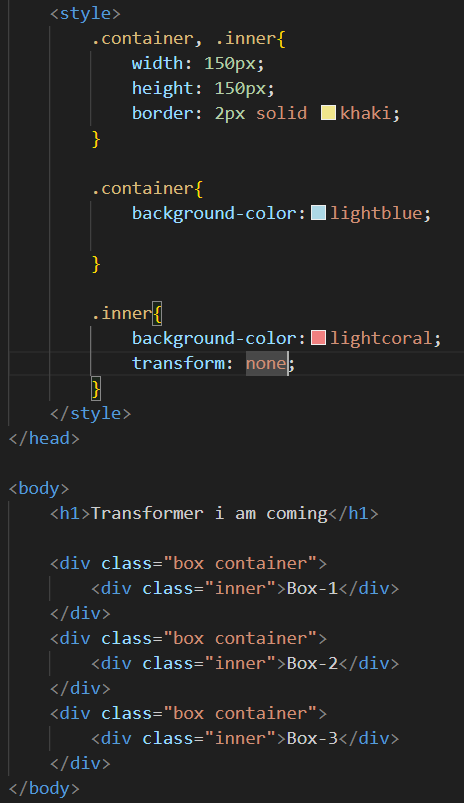 <style>
.container, .inner{
width: 150px;
height: 150px;
border: 2px solid khaki;
}
.container{
background-color: lightblue;
}
.inner{
background-color: lightcoral;
transform: none;
}
</style>
</head>
<body>
<h1>Transformer i am coming</h1>
<div class="box container">
<div class="inner">Box-1</div>
</div>
<div class="box container">
<div class="inner">Box-2</div>
</div>
<div class="box container">
<div class="inner">Box-3</div>
</div>
</body>